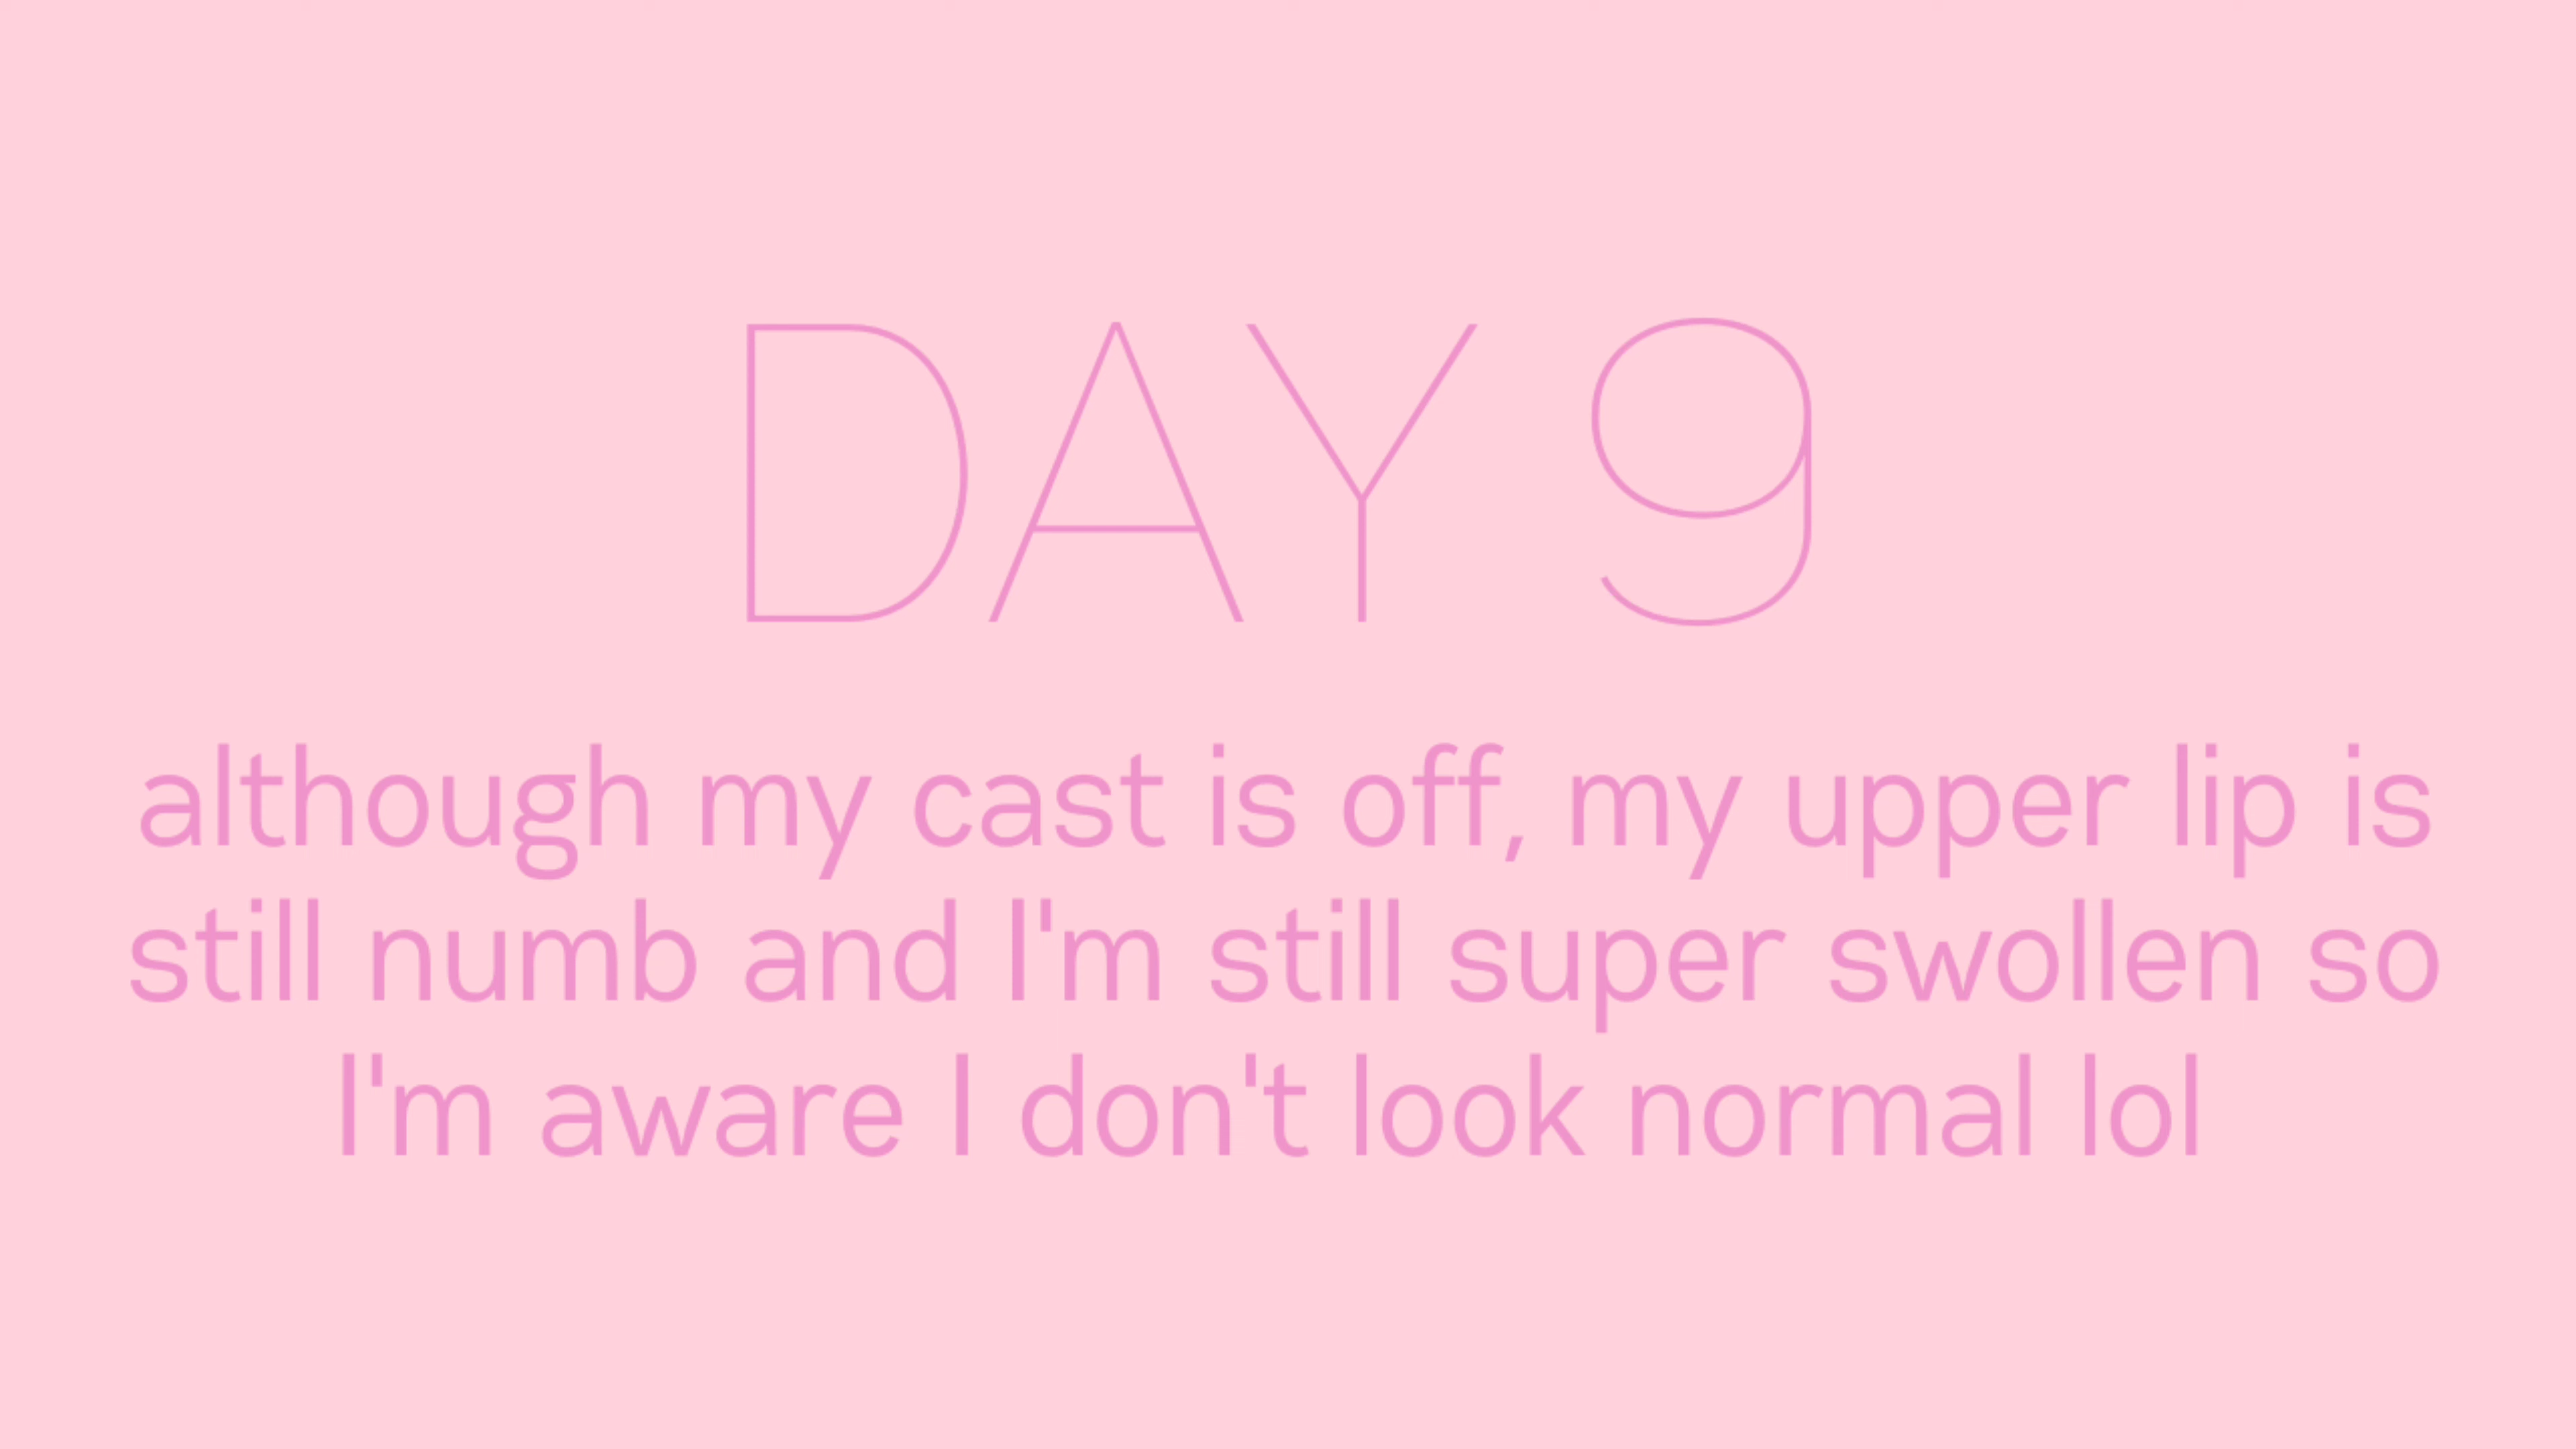 DAY 9
although my cast is off, my upper lip is
still numb and I'm still super swollen so
I'm aware I don't look normal lol